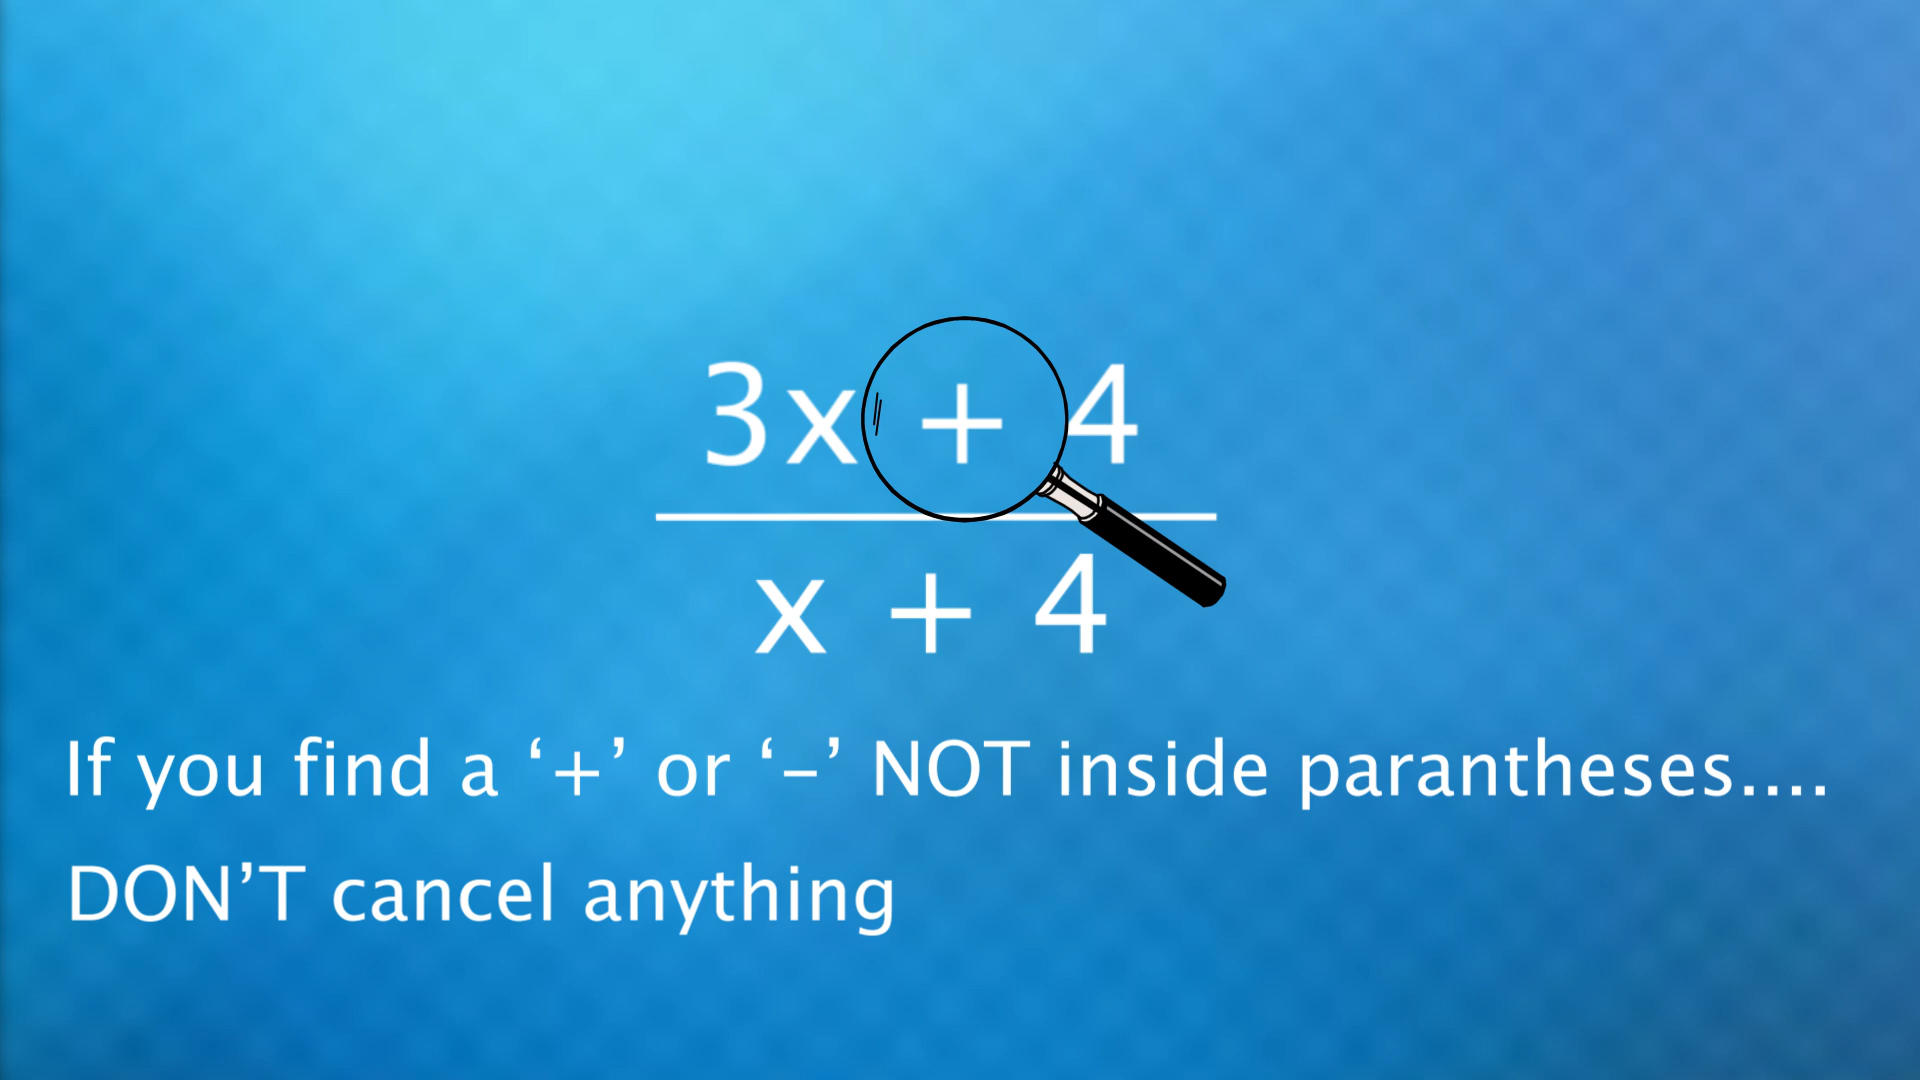 3x + 4
x + 4
If you find a ‘+’ or ‘–’ NOT inside parantheses....
DON’T cancel anything